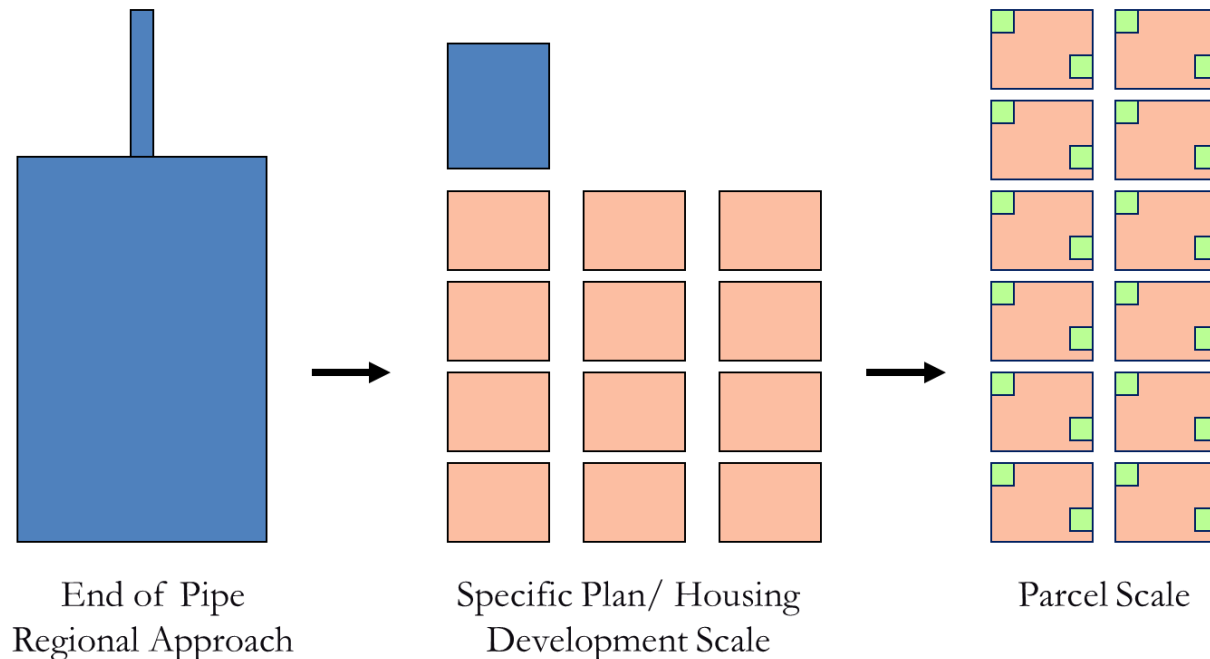 End of Pipe
Regional Approach
Specific Plan/ Housing
Development Scale
Parcel Scale